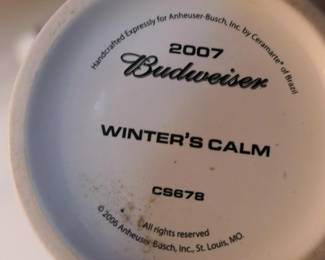 Handcrafted Expressly for Anheuser-Busch, Inc. by Ceramarte® of Brazil
2007
Budweiser
WINTER'S CALM
CS678
All rights reserved
© 2006 Anheuser-Busch, Inc., St. Louis, MO.